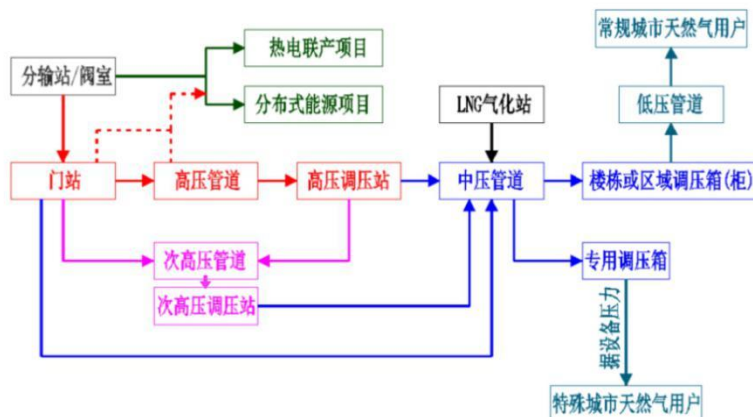 热电联产项目
常规城市天然气用户
分输站/阀室
分布式能源项目
LNG气化站
低压管道
门站
高压管道
高压调压站
中压管道
楼栋或区域调压箱(柜)
次高压管道
专用调压箱
次高压调压站
据设备压力
特殊城市天然气用户